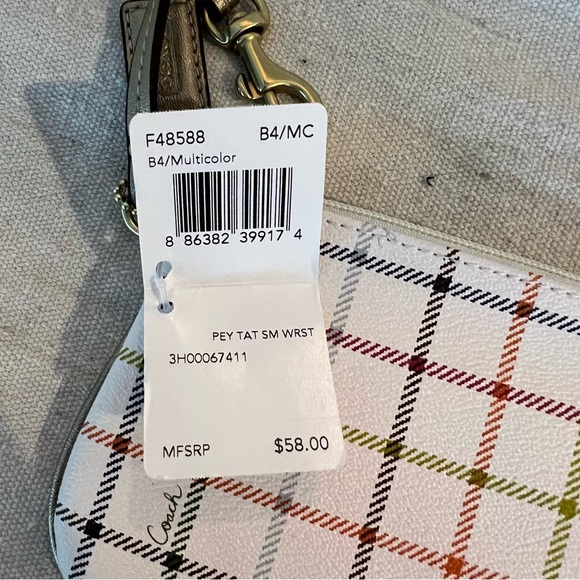 F48588 B4/MC
B4/Multicolor
8 86382 39917 4
PEY TAT SM WRST
3H00067411
MFSRP $58.00
Coach